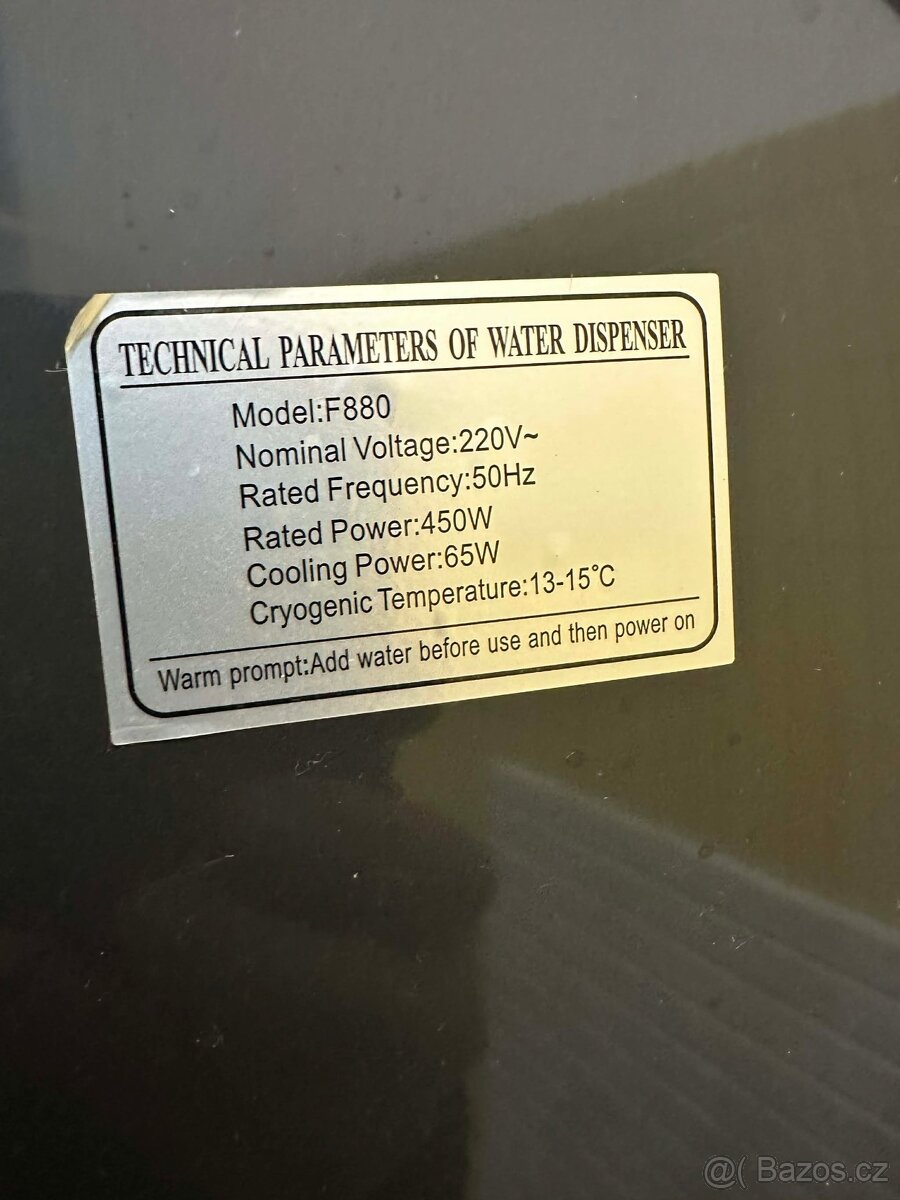 TECHNICAL PARAMETERS OF WATER DISPENSER
Model:F880
Nominal Voltage:220V~
Rated Frequency:50Hz
Rated Power:450W
Cooling Power:65W
Cryogenic Temperature:13-15°C
Warm prompt:Add water before use and then power on
@( Bazos.cz